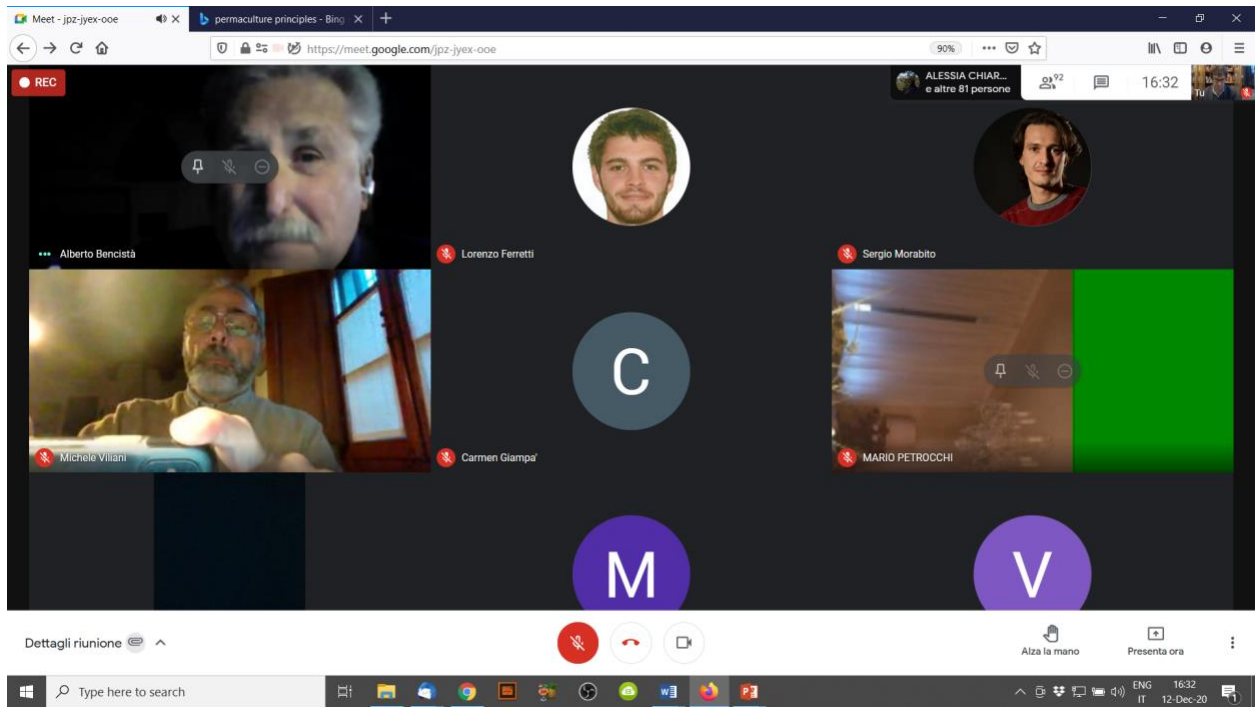 Meet - jpz-jyex-ooe
permaculture principles - Bing
https://meet.google.com/jpz-jyex-ooe
90%
REC
ALESSIA CHIAR...
e altre 81 persone
92
16:32
Tu
Alberto Bencistà
Lorenzo Ferretti
Sergio Morabito
Michele Viliani
C
Carmen Giampa'
MARIO PETROCCHI
M
V
Dettagli riunione
Alza la mano
Presenta ora
Type here to search
ENG
IT
16:32
12-Dec-20
1